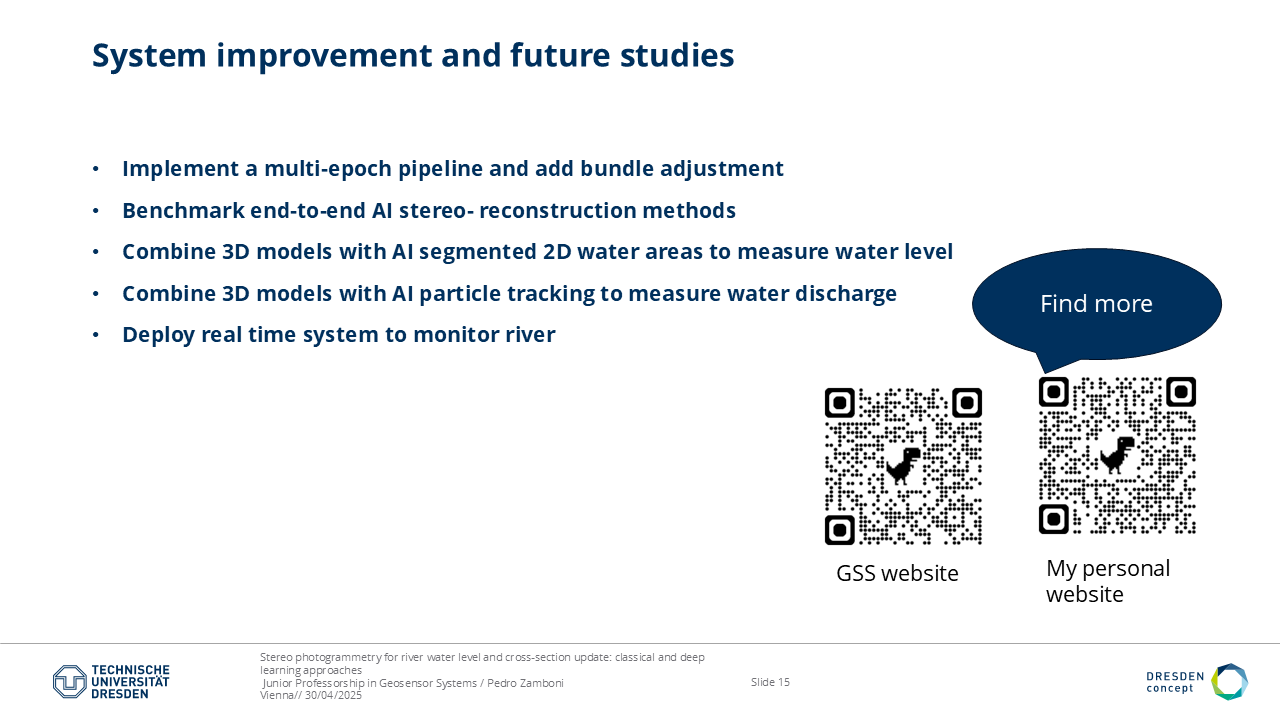 System improvement and future studies
• Implement a multi-epoch pipeline and add bundle adjustment
• Benchmark end-to-end AI stereo- reconstruction methods
• Combine 3D models with AI segmented 2D water areas to measure water level
• Combine 3D models with AI particle tracking to measure water discharge
• Deploy real time system to monitor river
Find more
GSS website
My personal
website
TECHNISCHE
UNIVERSITÄT
DRESDEN
Stereo photogrammetry for river water level and cross-section update: classical and deep
learning approaches
Junior Professorship in Geosensor Systems / Pedro Zamboni
Vienna// 30/04/2025
Slide 15
DRESDEN
concept